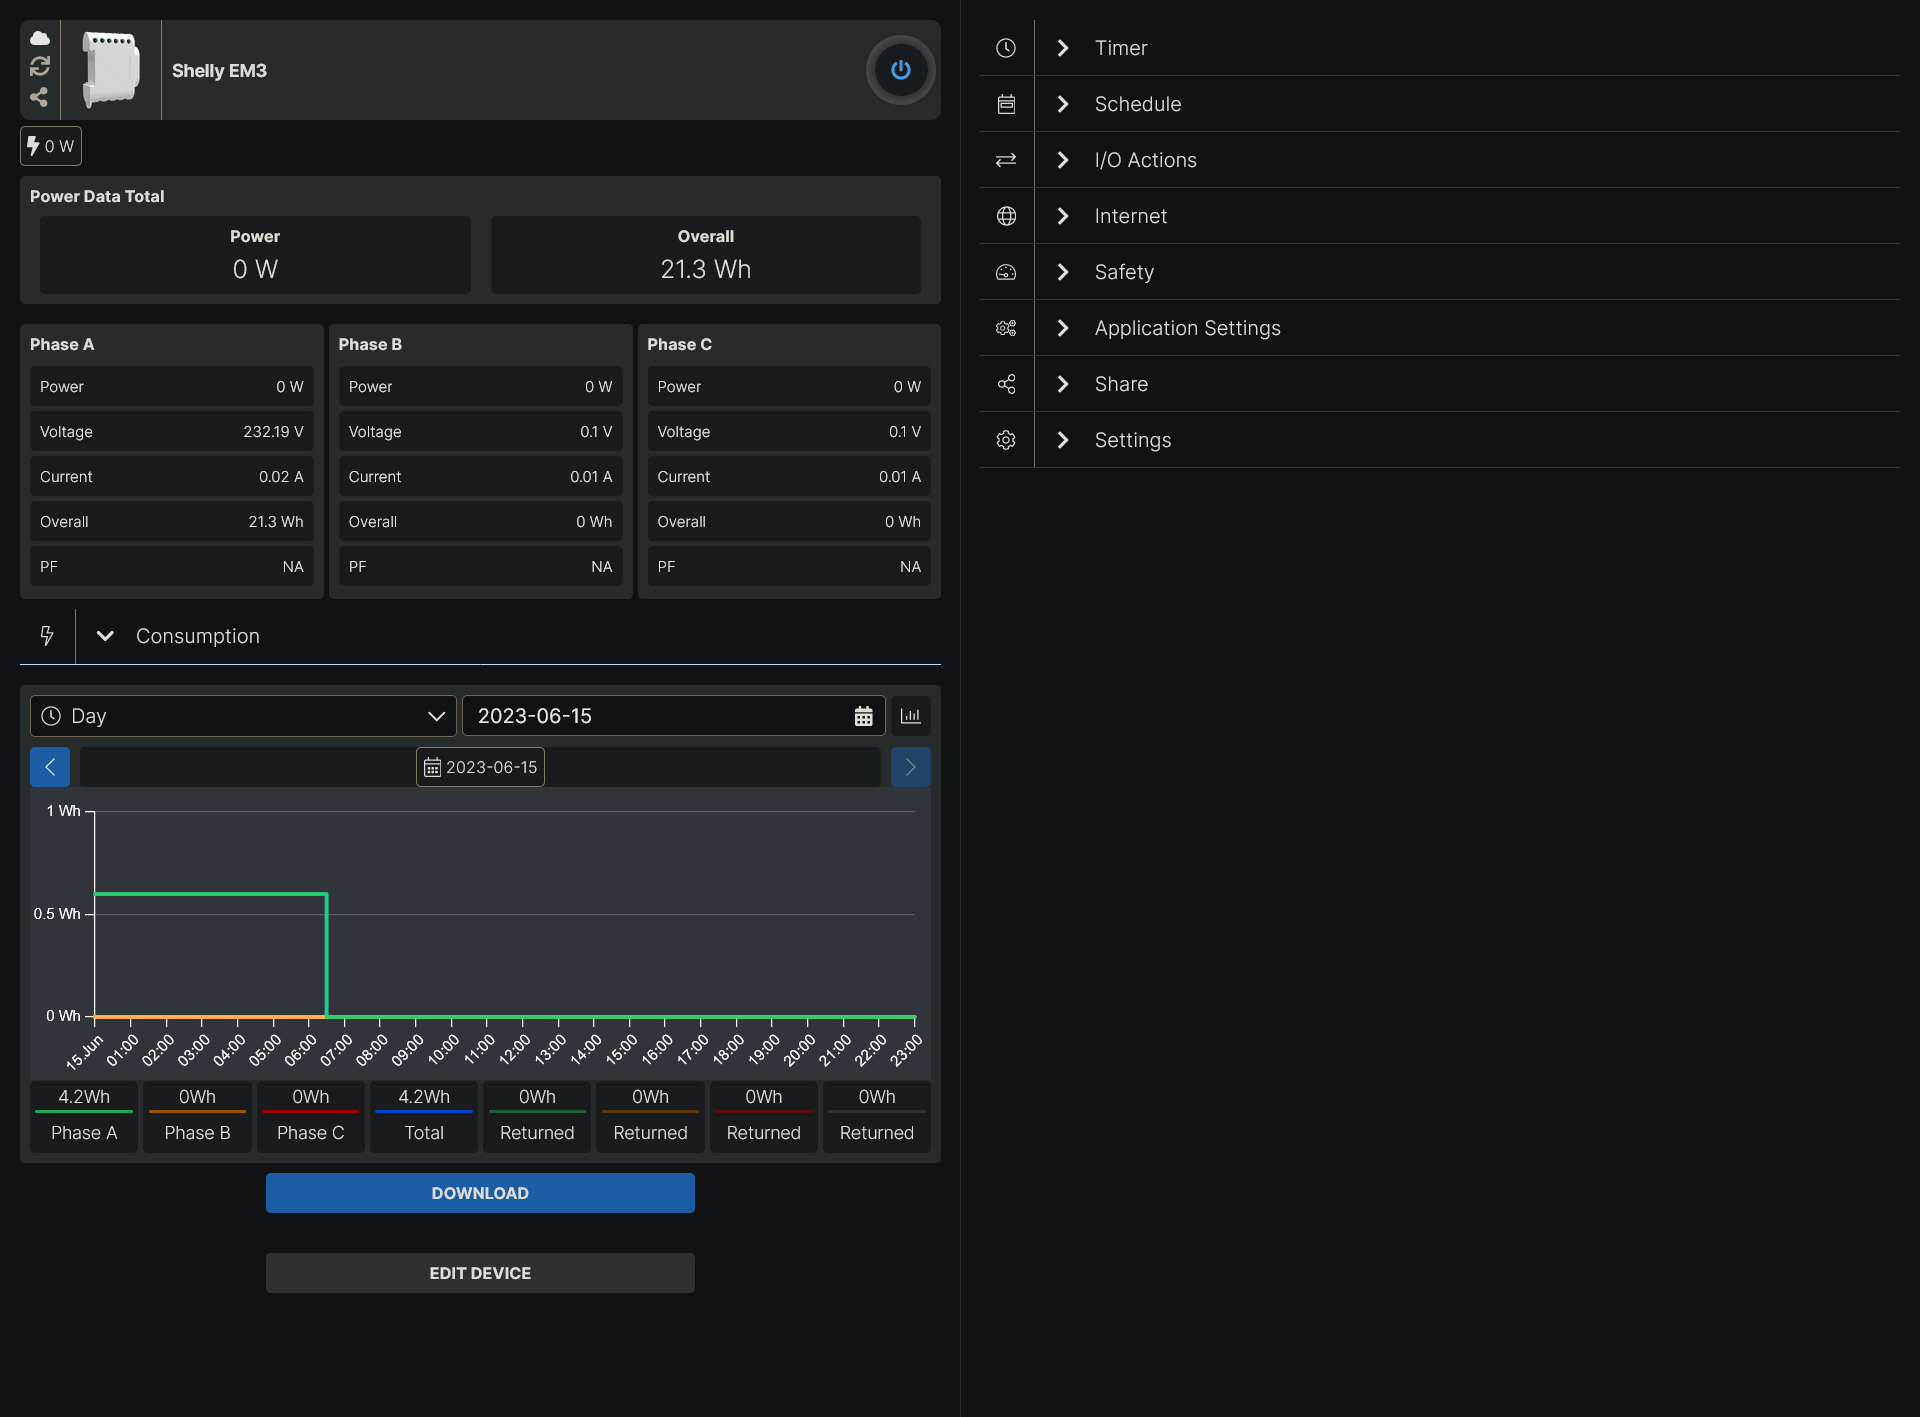 Shelly EM3
0 W
Power Data Total
Power
0 W
Overall
21.3 Wh
Phase A
Power 0 W
Voltage 232.19 V
Current 0.02 A
Overall 21.3 Wh
PF NA
Phase B
Power 0 W
Voltage 0.1 V
Current 0.01 A
Overall 0 Wh
PF NA
Phase C
Power 0 W
Voltage 0.1 V
Current 0.01 A
Overall 0 Wh
PF NA
Consumption
Day
2023-06-15
2023-06-15
1 Wh
0.5 Wh
0 Wh
15.Jun 01:00 02:00 03:00 04:00 05:00 06:00 07:00 08:00 09:00 10:00 11:00 12:00 13:00 14:00 15:00 16:00 17:00 18:00 19:00 20:00 21:00 22:00 23:00
4.2Wh 0Wh 0Wh 4.2Wh 0Wh 0Wh 0Wh 0Wh
Phase A Phase B Phase C Total Returned Returned Returned Returned
DOWNLOAD
EDIT DEVICE
Timer
Schedule
I/O Actions
Internet
Safety
Application Settings
Share
Settings